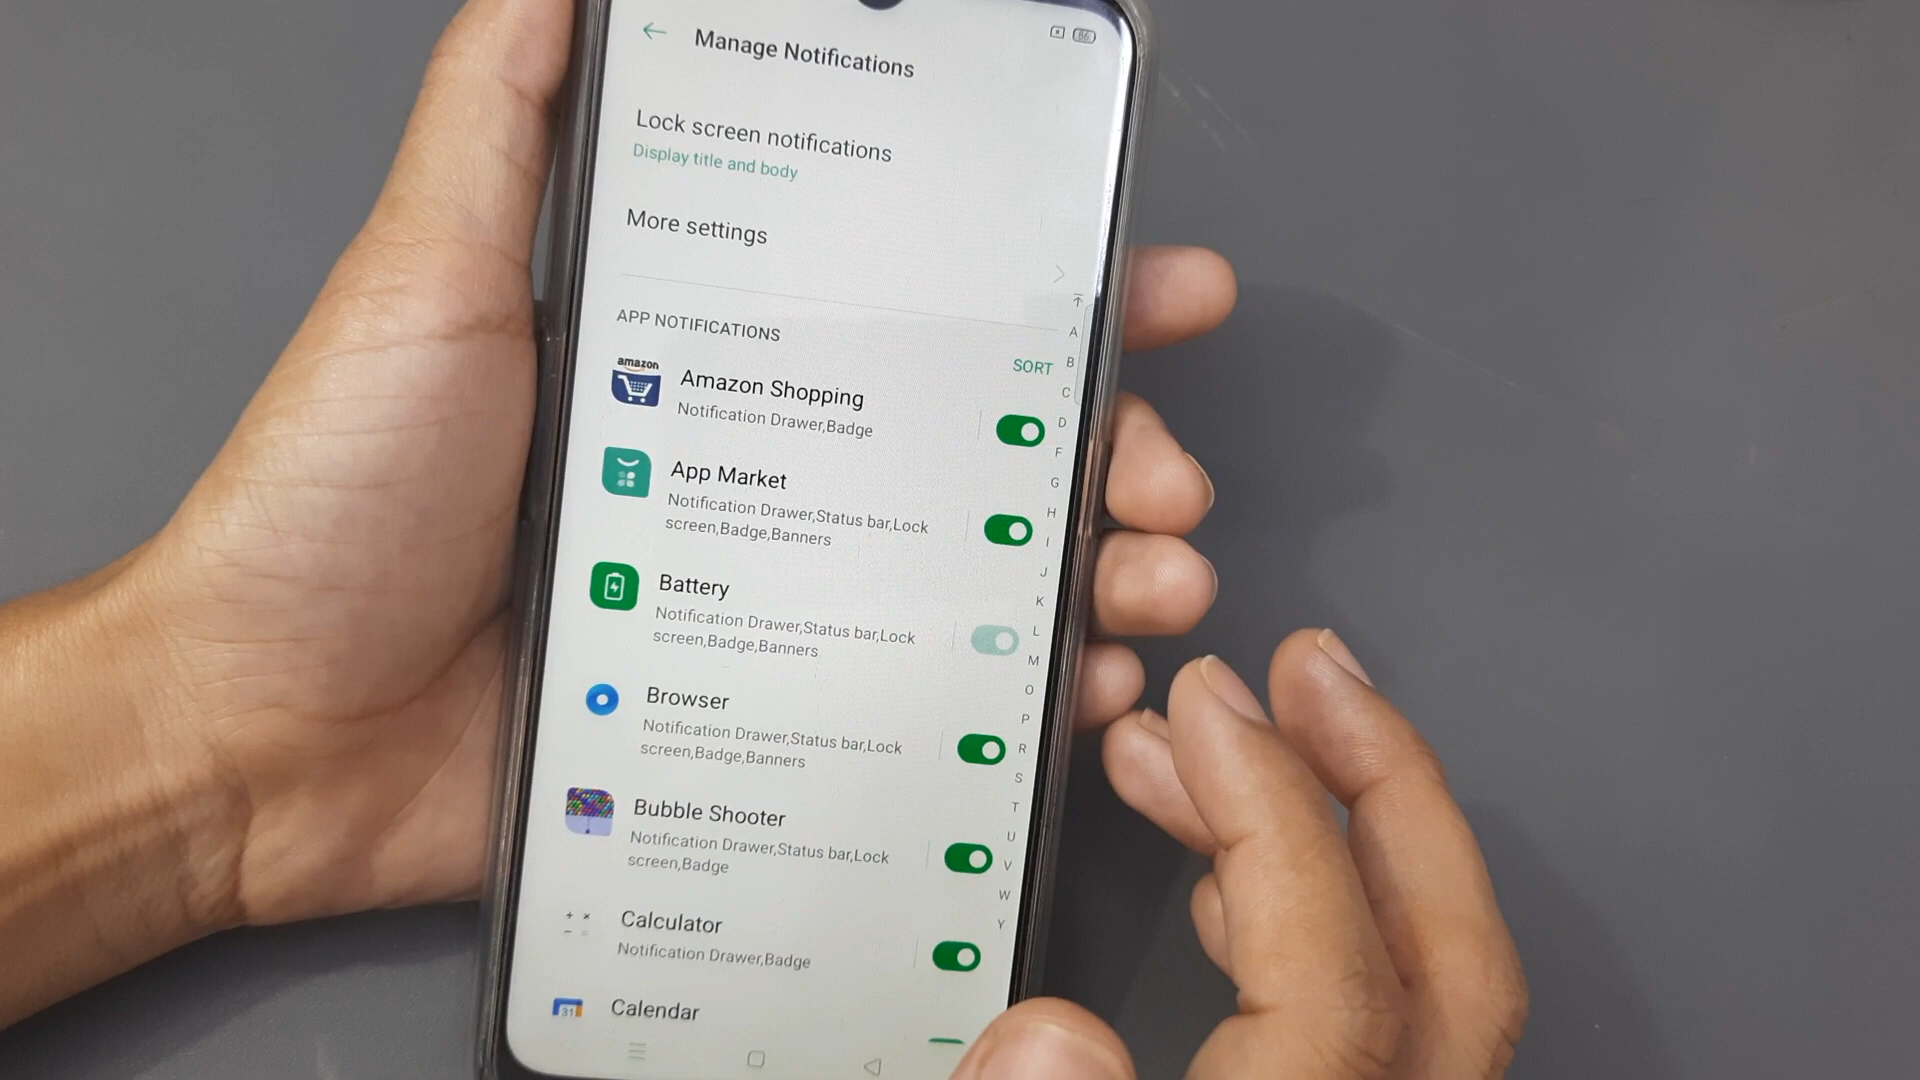 86
Manage Notifications
Lock screen notifications
Display title and body
More settings
APP NOTIFICATIONS
SORT
amazon
Amazon Shopping
Notification Drawer,Badge
App Market
Notification Drawer,Status bar,Lock
screen,Badge,Banners
Battery
Notification Drawer,Status bar,Lock
screen,Badge,Banners
Browser
Notification Drawer,Status bar,Lock
screen,Badge,Banners
Bubble Shooter
Notification Drawer,Status bar,Lock
screen,Badge
Calculator
Notification Drawer,Badge
31
Calendar
A
B
C
D
F
G
H
I
J
K
L
M
O
P
R
S
T
U
V
W
Y